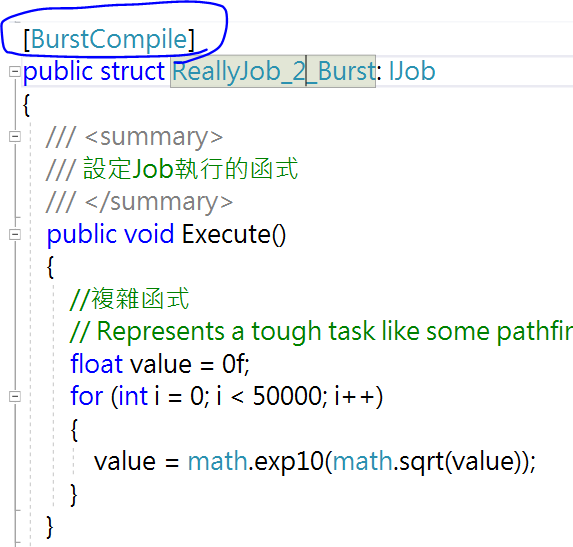 [BurstCompile]
public struct ReallyJob_2_Burst: IJob
{
/// <summary>
/// 設定Job執行的函式
/// </summary>
public void Execute()
{
//複雜函式
// Represents a tough task like some pathfin
float value = 0f;
for (int i = 0; i < 50000; i++)
{
value = math.exp10(math.sqrt(value));
}
}